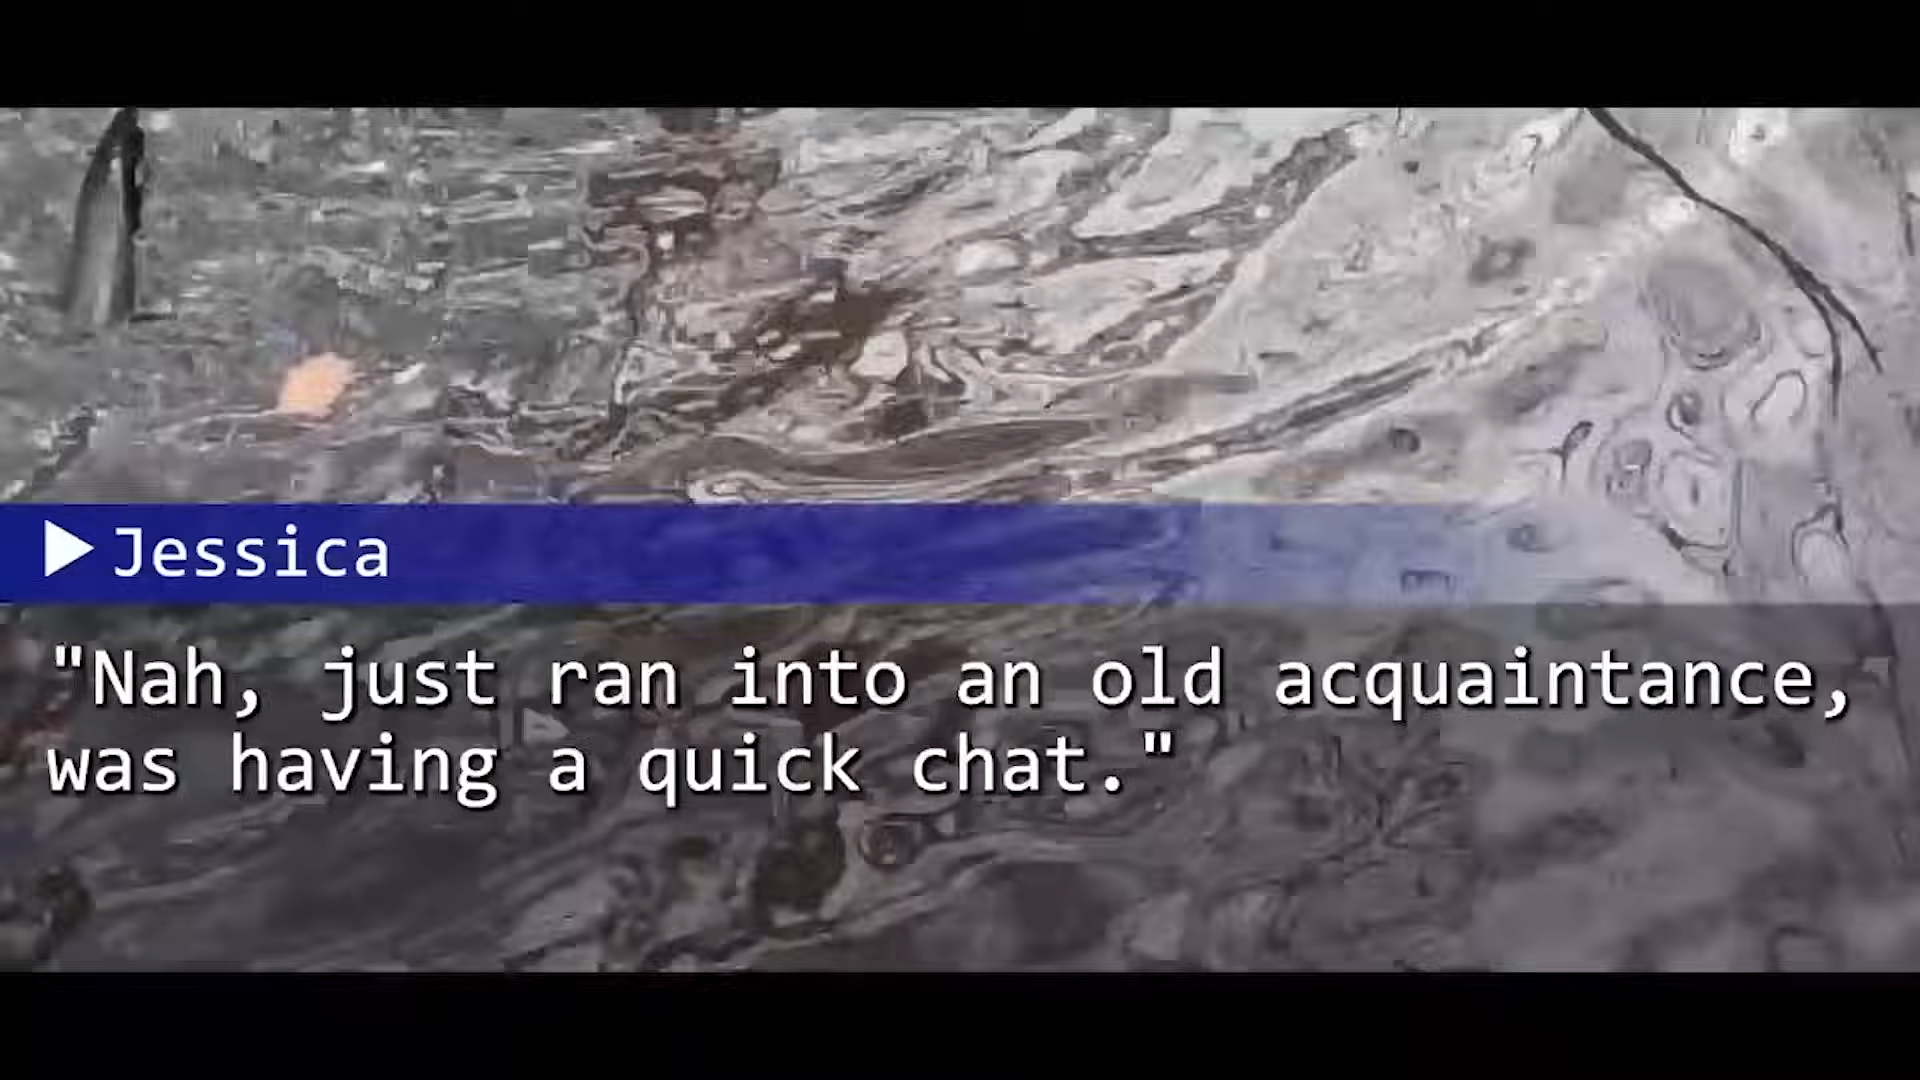 Jessica
"Nah, just ran into an old acquaintance,
was having a quick chat."